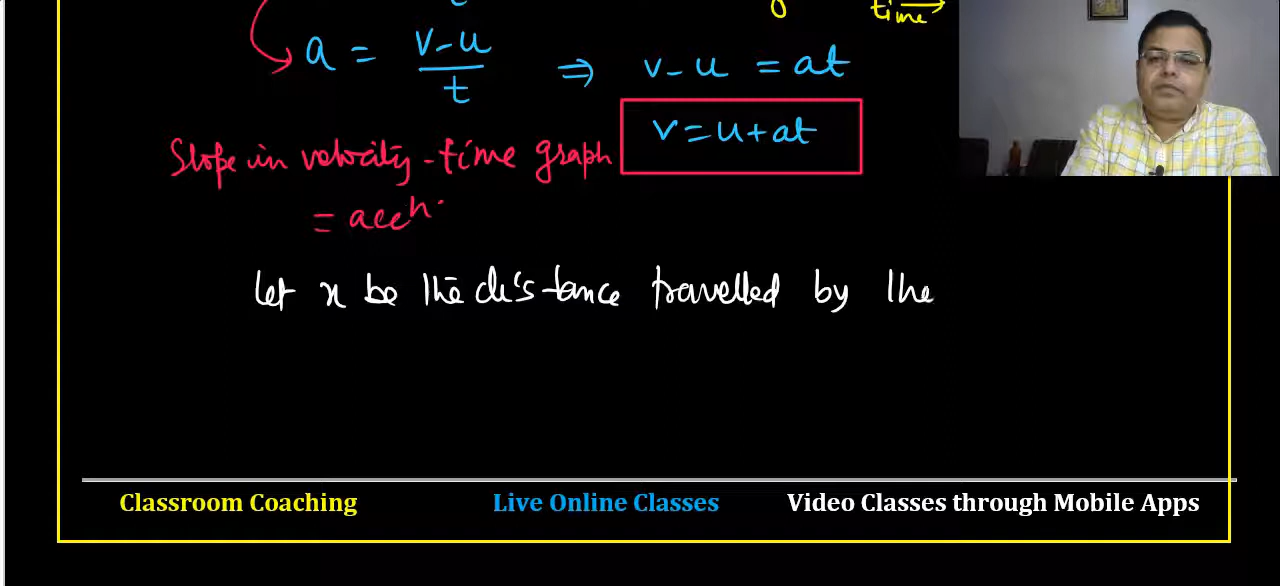 time
a = v-u/t ⇒ v-u = at
v = u+at
Slope in velocity-time graph
= accn.
let x be the distance travelled by the
Classroom Coaching Live Online Classes Video Classes through Mobile Apps